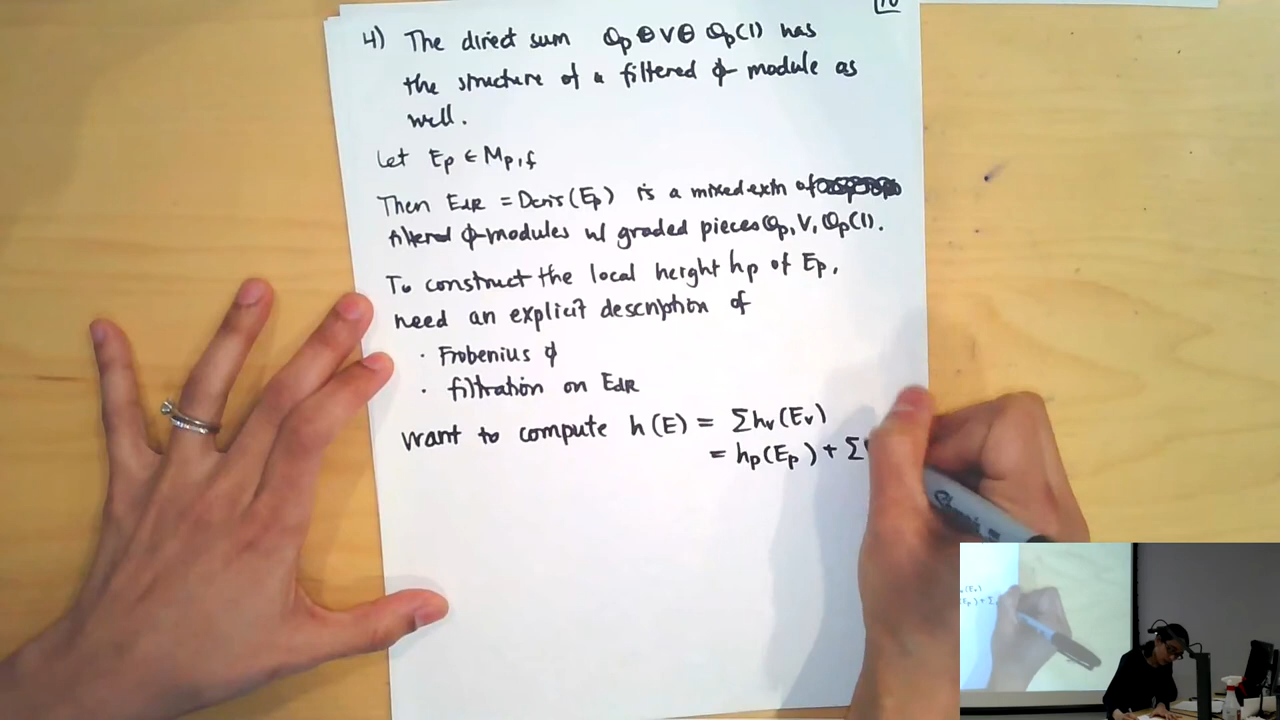 4) The direct sum ℚp ⊕ V ⊕ ℚp(1) has
the structure of a filtered ϕ- module as
well.
Let Ep ∈ Mp,f
Then EdR = Dcris(Ep) is a mixed extn of
filtered ϕ-modules w/ graded pieces ℚp, V, ℚp(1).
To construct the local height hp of Ep,
need an explicit description of
· Frobenius ϕ
· filtration on EdR
want to compute h(E) = Σhv(Ev)
= hp(Ep) + Σ
Sharpie